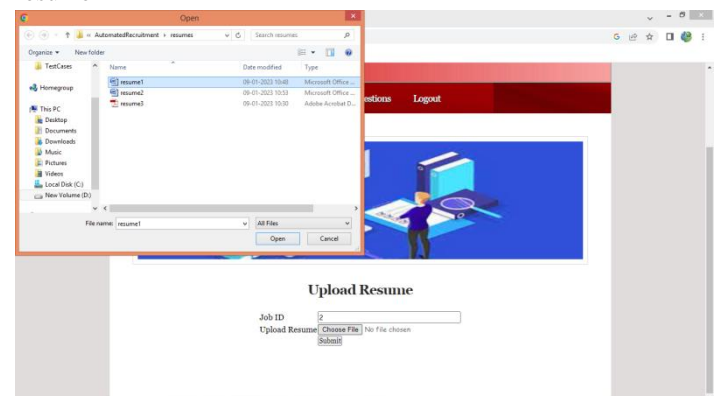 Open
« AutomatedRecruitment › resumes
Search resumes
Organize
New folder
Name
Date modified
Type
TestCases
Homegroup
This PC
Desktop
Documents
Downloads
Music
Pictures
Videos
Local Disk (C:)
New Volume (D:)
resume1 09-01-2023 10:48 Microsoft Office ...
resume2 09-01-2023 10:53 Microsoft Office ...
resume3 09-01-2023 10:30 Adobe Acrobat D...
File name: resume1
All Files
Open
Cancel
estions
Logout
Upload Resume
Job ID 2
Upload Resume Choose File No file chosen
Submit